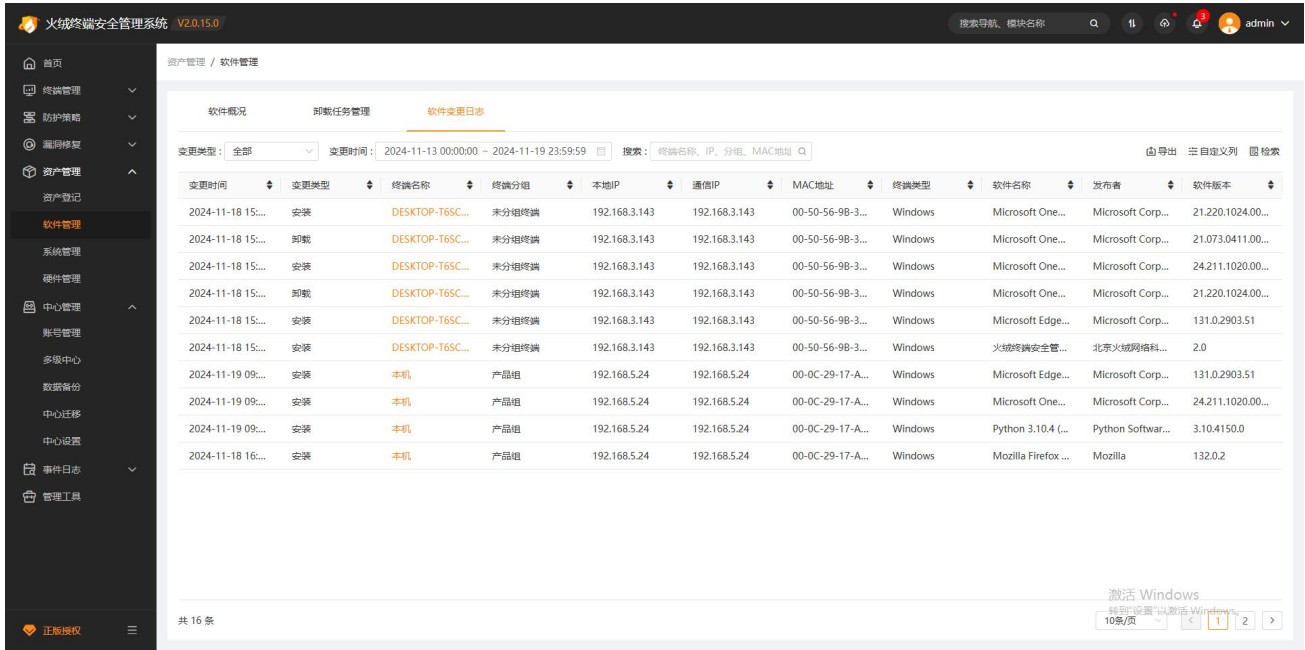 火绒终端安全管理系统 V2.0.15.0 搜索导航、模块名称 3 admin
首页
终端管理
防护策略
漏洞修复
资产管理
资产登记
软件管理
系统管理
硬件管理
中心管理
账号管理
多级中心
数据备份
中心迁移
中心设置
事件日志
管理工具
正版授权
资产管理 / 软件管理
软件概况 卸载任务管理 软件变更日志
变更类型： 全部 变更时间： 2024-11-13 00:00:00 ~ 2024-11-19 23:59:59 搜索： 终端名称、IP、分组、MAC地址 导出 自定义列 检索
变更时间 变更类型 终端名称 终端分组 本地IP 通信IP MAC地址 终端类型 软件名称 发布者 软件版本
2024-11-18 15:... 安装 DESKTOP-T6SC... 未分组终端 192.168.3.143 192.168.3.143 00-50-56-9B-3... Windows Microsoft One... Microsoft Corp... 21.220.1024.00...
2024-11-18 15:... 卸载 DESKTOP-T6SC... 未分组终端 192.168.3.143 192.168.3.143 00-50-56-9B-3... Windows Microsoft One... Microsoft Corp... 21.073.0411.00...
2024-11-18 15:... 安装 DESKTOP-T6SC... 未分组终端 192.168.3.143 192.168.3.143 00-50-56-9B-3... Windows Microsoft One... Microsoft Corp... 24.211.1020.00...
2024-11-18 15:... 卸载 DESKTOP-T6SC... 未分组终端 192.168.3.143 192.168.3.143 00-50-56-9B-3... Windows Microsoft One... Microsoft Corp... 21.220.1024.00...
2024-11-18 15:... 安装 DESKTOP-T6SC... 未分组终端 192.168.3.143 192.168.3.143 00-50-56-9B-3... Windows Microsoft Edge... Microsoft Corp... 131.0.2903.51
2024-11-18 15:... 安装 DESKTOP-T6SC... 未分组终端 192.168.3.143 192.168.3.143 00-50-56-9B-3... Windows 火绒终端安全管... 北京火绒网络科... 2.0
2024-11-19 09:... 安装 本机 产品组 192.168.5.24 192.168.5.24 00-0C-29-17-A... Windows Microsoft Edge... Microsoft Corp... 131.0.2903.51
2024-11-19 09:... 安装 本机 产品组 192.168.5.24 192.168.5.24 00-0C-29-17-A... Windows Microsoft One... Microsoft Corp... 24.211.1020.00...
2024-11-19 09:... 安装 本机 产品组 192.168.5.24 192.168.5.24 00-0C-29-17-A... Windows Python 3.10.4 (... Python Softwar... 3.10.4150.0
2024-11-18 16:... 安装 本机 产品组 192.168.5.24 192.168.5.24 00-0C-29-17-A... Windows Mozilla Firefox ... Mozilla 132.0.2
激活 Windows
转到"设置"以激活 Windows。
共 16 条 10条/页 < 1 2 >